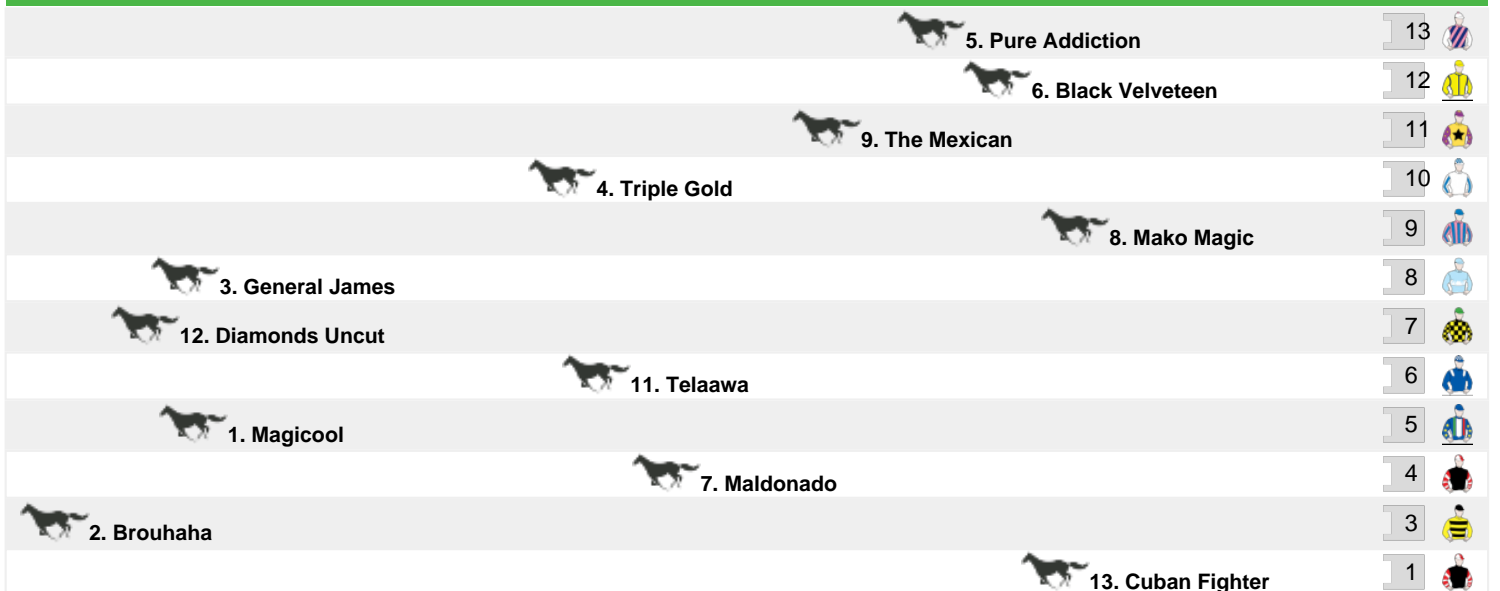 5. Pure Addiction 13
6. Black Velveteen 12
9. The Mexican 11
4. Triple Gold 10
8. Mako Magic 9
3. General James 8
12. Diamonds Uncut 7
11. Telaawa 6
1. Magicool 5
7. Maldonado 4
2. Brouhaha 3
13. Cuban Fighter 1